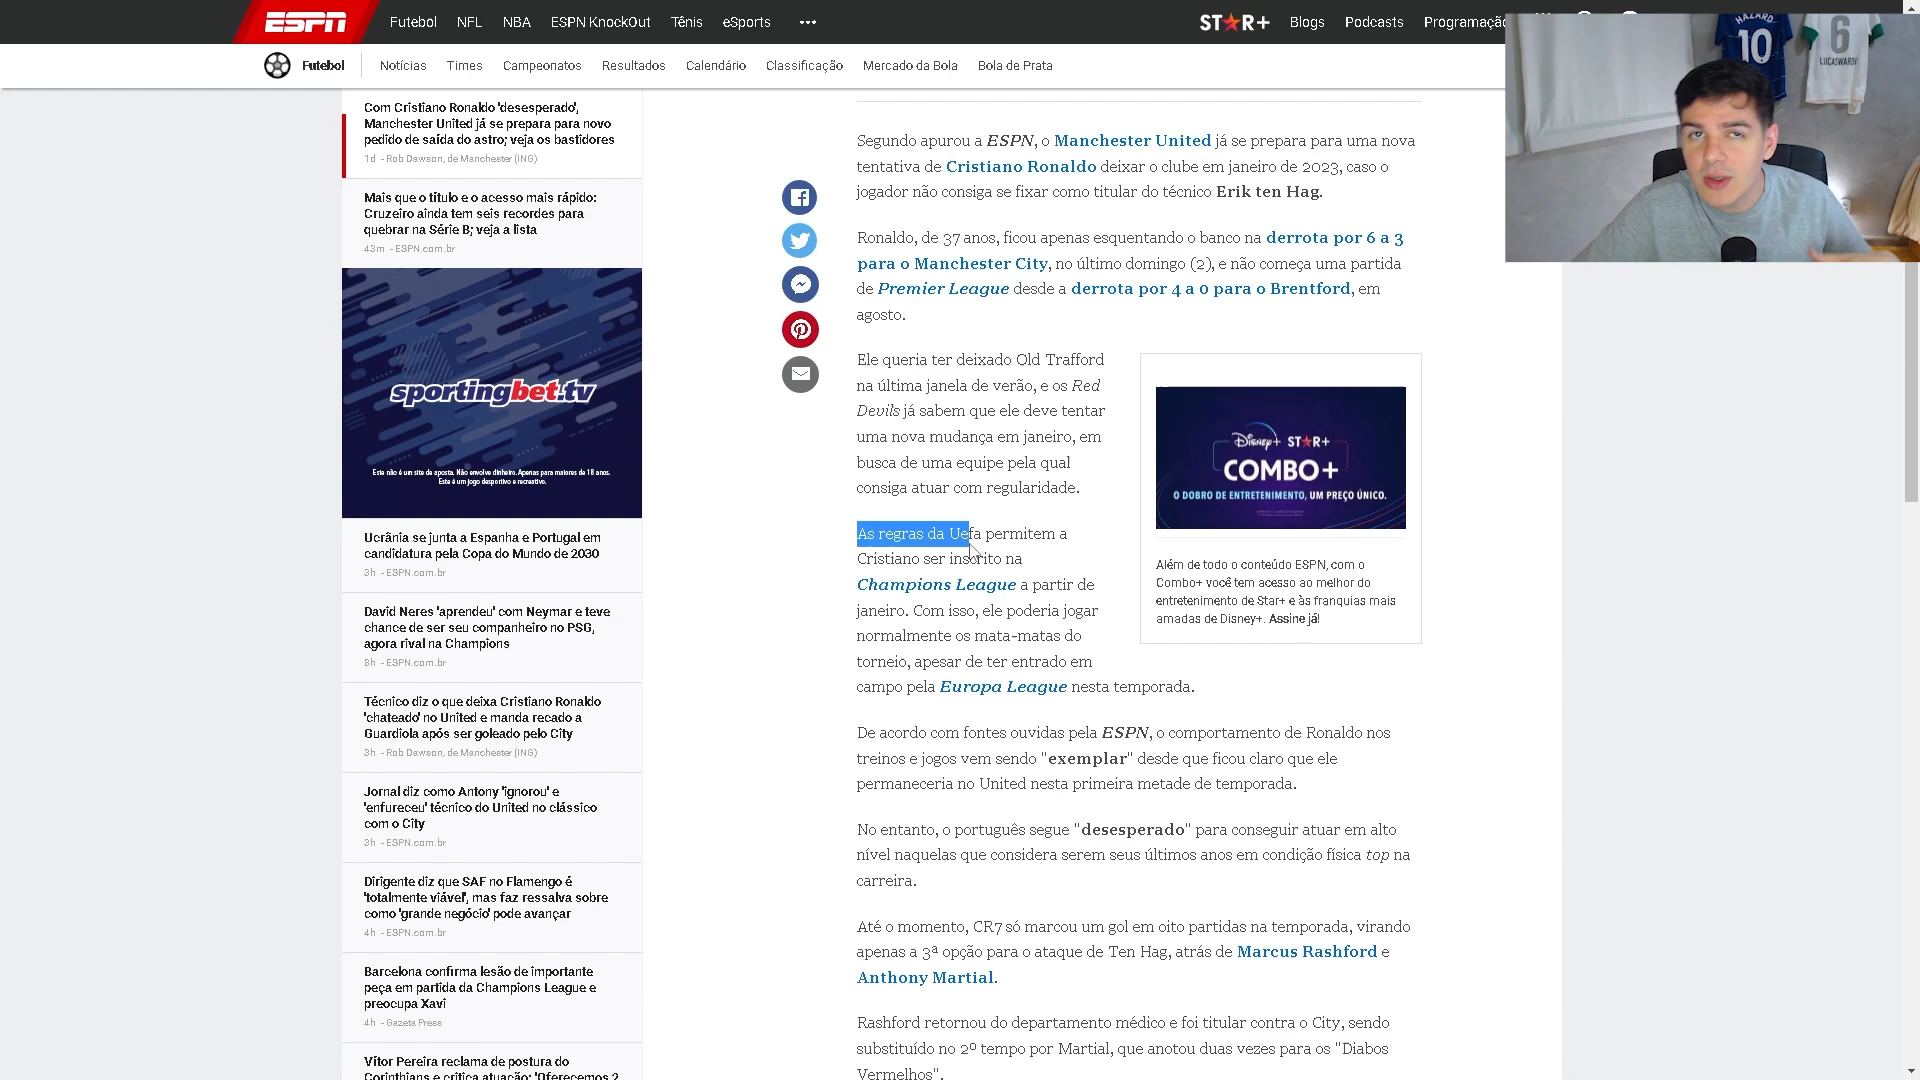 ESPN
Futebol NFL NBA ESPN KnockOut Tênis eSports •••
ST★R+ Blogs Podcasts Programação
Futebol Notícias Times Campeonatos Resultados Calendário Classificação Mercado da Bola Bola de Prata
Com Cristiano Ronaldo 'desesperado',
Manchester United já se prepara para novo
pedido de saída do astro; veja os bastidores
1d - Rob Dawson, de Manchester (ING)
Mais que o título e o acesso mais rápido:
Cruzeiro ainda tem seis recordes para
quebrar na Série B; veja a lista
43m - ESPN.com.br
sportingbet.tv
Este não é um site de aposta. Não envolve dinheiro. Apenas para maiores de 18 anos.
Este é um jogo desportivo e recreativo.
Ucrânia se junta a Espanha e Portugal em
candidatura pela Copa do Mundo de 2030
3h - ESPN.com.br
David Neres 'aprendeu' com Neymar e teve
chance de ser seu companheiro no PSG,
agora rival na Champions
8h - ESPN.com.br
Técnico diz o que deixa Cristiano Ronaldo
'chateado' no United e manda recado a
Guardiola após ser goleado pelo City
3h - Rob Dawson, de Manchester (ING)
Jornal diz como Antony 'ignorou' e
'enfureceu' técnico do United no clássico
com o City
3h - ESPN.com.br
Dirigente diz que SAF no Flamengo é
'totalmente viável', mas faz ressalva sobre
como 'grande negócio' pode avançar
4h - ESPN.com.br
Barcelona confirma lesão de importante
peça em partida da Champions League e
preocupa Xavi
4h - Gazeta Press
Vítor Pereira reclama de postura do
Corinthians e critica atuação: 'Oferecemos 2
Segundo apurou a ESPN, o Manchester United já se prepara para uma nova
tentativa de Cristiano Ronaldo deixar o clube em janeiro de 2023, caso o
jogador não consiga se fixar como titular do técnico Erik ten Hag.
Ronaldo, de 37 anos, ficou apenas esquentando o banco na derrota por 6 a 3
para o Manchester City, no último domingo (2), e não começa uma partida
de Premier League desde a derrota por 4 a 0 para o Brentford, em
agosto.
Ele queria ter deixado Old Trafford
na última janela de verão, e os Red
Devils já sabem que ele deve tentar
uma nova mudança em janeiro, em
busca de uma equipe pela qual
consiga atuar com regularidade.
As regras da Uefa permitem a
Cristiano ser inscrito na
Champions League a partir de
janeiro. Com isso, ele poderia jogar
normalmente os mata-matas do
torneio, apesar de ter entrado em
campo pela Europa League nesta temporada.
Disney+ ST★R+
COMBO+
O DOBRO DE ENTRETENIMENTO, UM PREÇO ÚNICO.
Além de todo o conteúdo ESPN, com o
Combo+ você tem acesso ao melhor do
entretenimento de Star+ e às franquias mais
amadas de Disney+. Assine já!
De acordo com fontes ouvidas pela ESPN, o comportamento de Ronaldo nos
treinos e jogos vem sendo "exemplar" desde que ficou claro que ele
permaneceria no United nesta primeira metade de temporada.
No entanto, o português segue "desesperado" para conseguir atuar em alto
nível naquelas que considera serem seus últimos anos em condição física top na
carreira.
Até o momento, CR7 só marcou um gol em oito partidas na temporada, virando
apenas a 3ª opção para o ataque de Ten Hag, atrás de Marcus Rashford e
Anthony Martial.
Rashford retornou do departamento médico e foi titular contra o City, sendo
substituído no 2º tempo por Martial, que anotou duas vezes para os "Diabos
Vermelhos".
HAZARD
10
6
LUCASWARDI